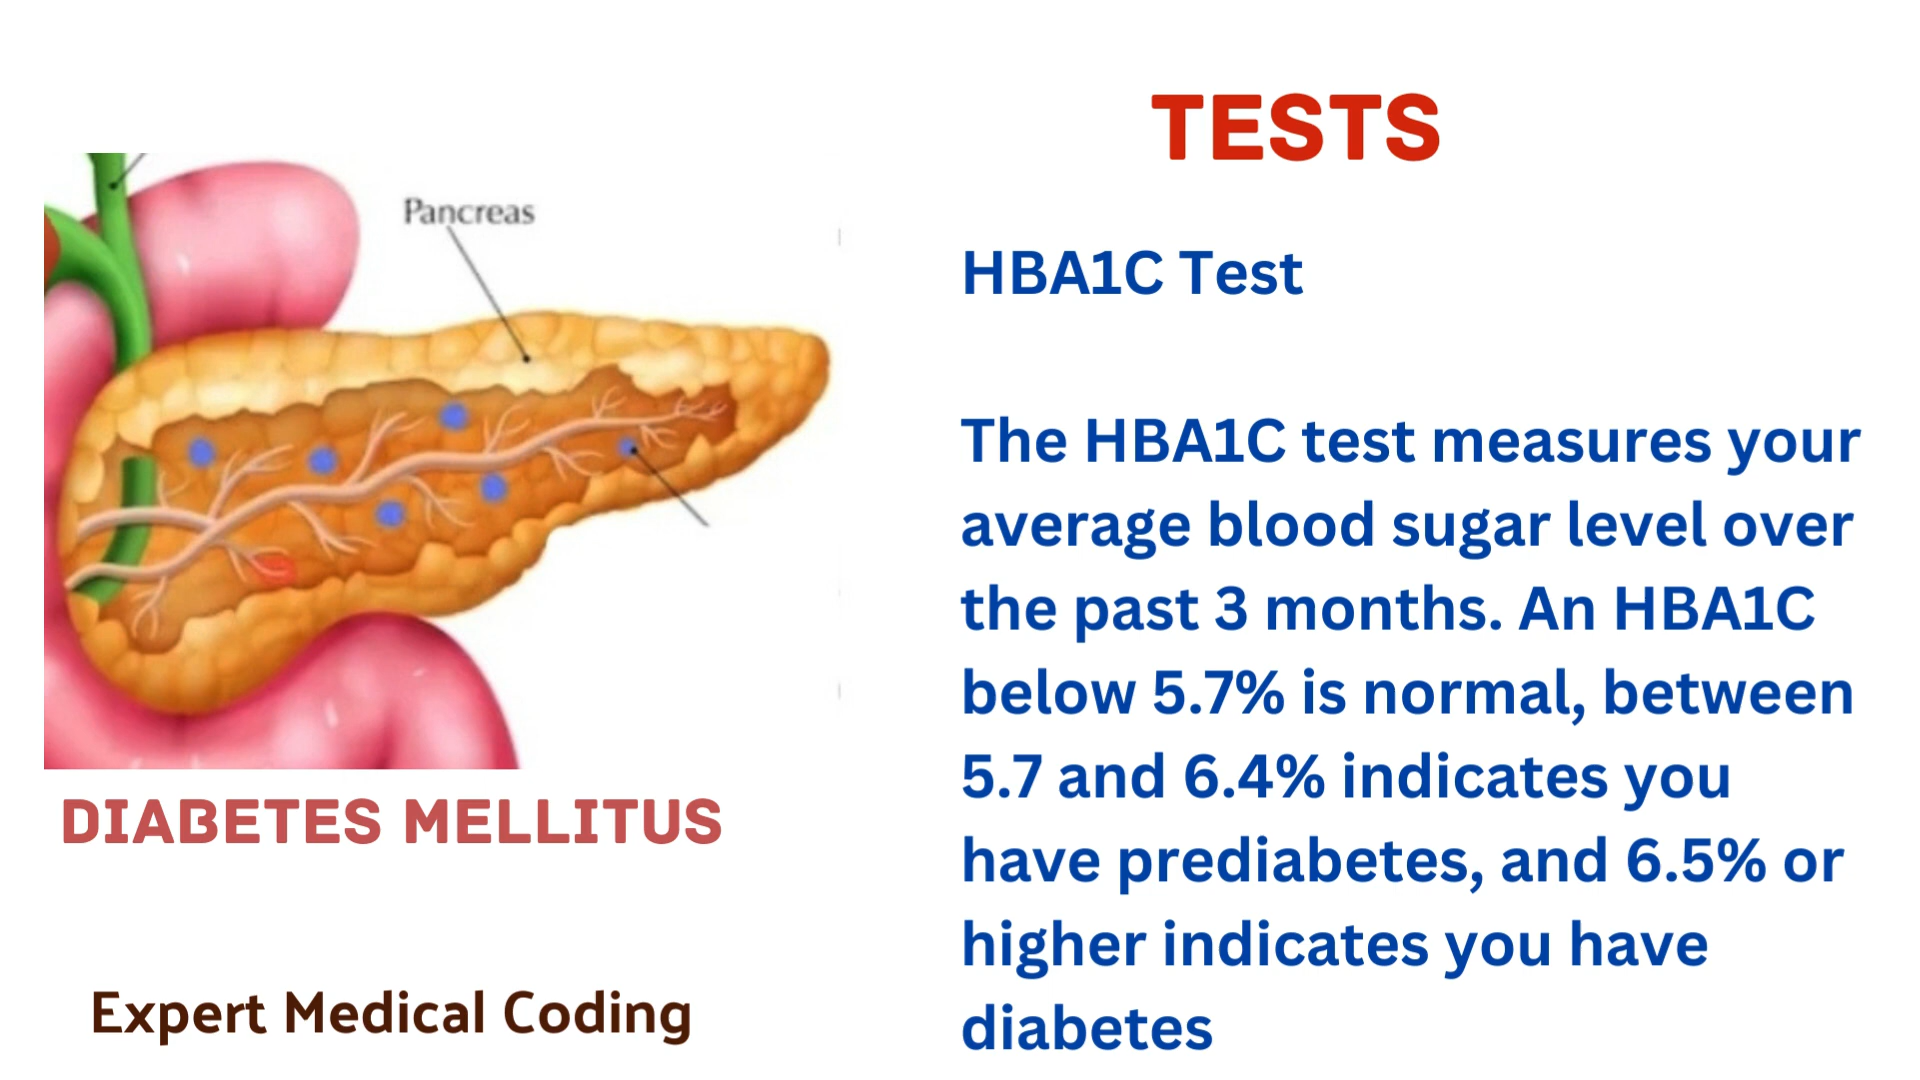 TESTS
Pancreas
HBA1C Test
The HBA1C test measures your
average blood sugar level over
the past 3 months. An HBA1C
below 5.7% is normal, between
5.7 and 6.4% indicates you
have prediabetes, and 6.5% or
higher indicates you have
diabetes
DIABETES MELLITUS
Expert Medical Coding